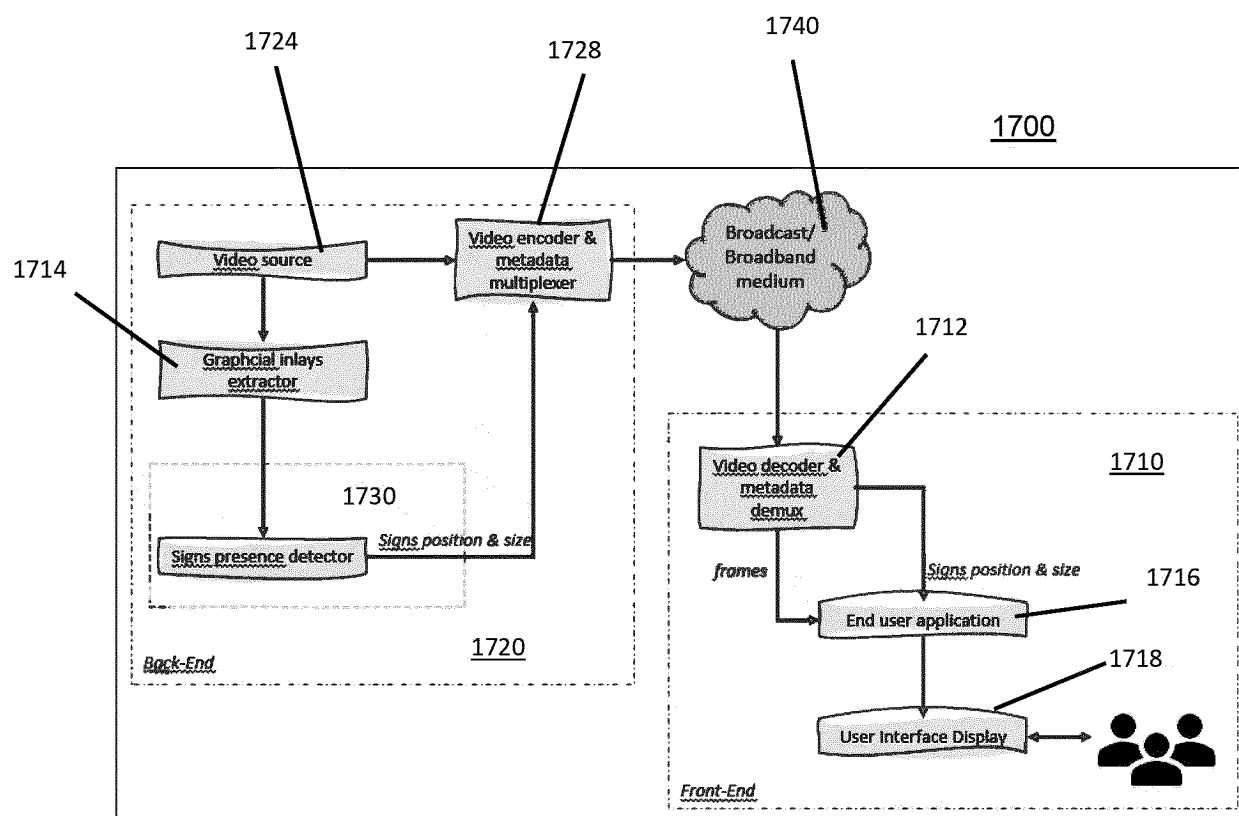 1724
1728
1740
1700
1714
Video source
Video encoder &
metadata
multiplexer
Broadcast/
Broadband
medium
Graphcial inlays
extractor
1712
1730
Signs presence detector
Signs position & size
1720
Back-End
Video decoder &
metadata
demux
1710
frames
Signs position & size
1716
End user application
1718
User Interface Display
Front-End